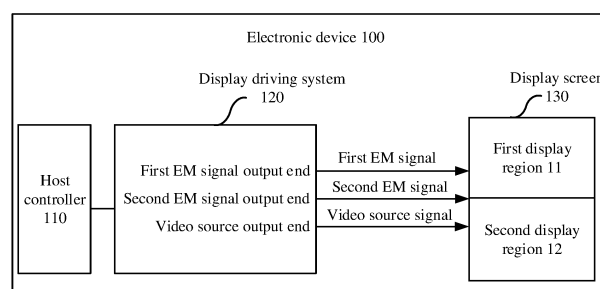 Electronic device 100
Display driving system
120
Display screen
130
Host
controller
110
First EM signal output end
Second EM signal output end
Video source output end
First EM signal
Second EM signal
Video source signal
First display
region 11
Second display
region 12